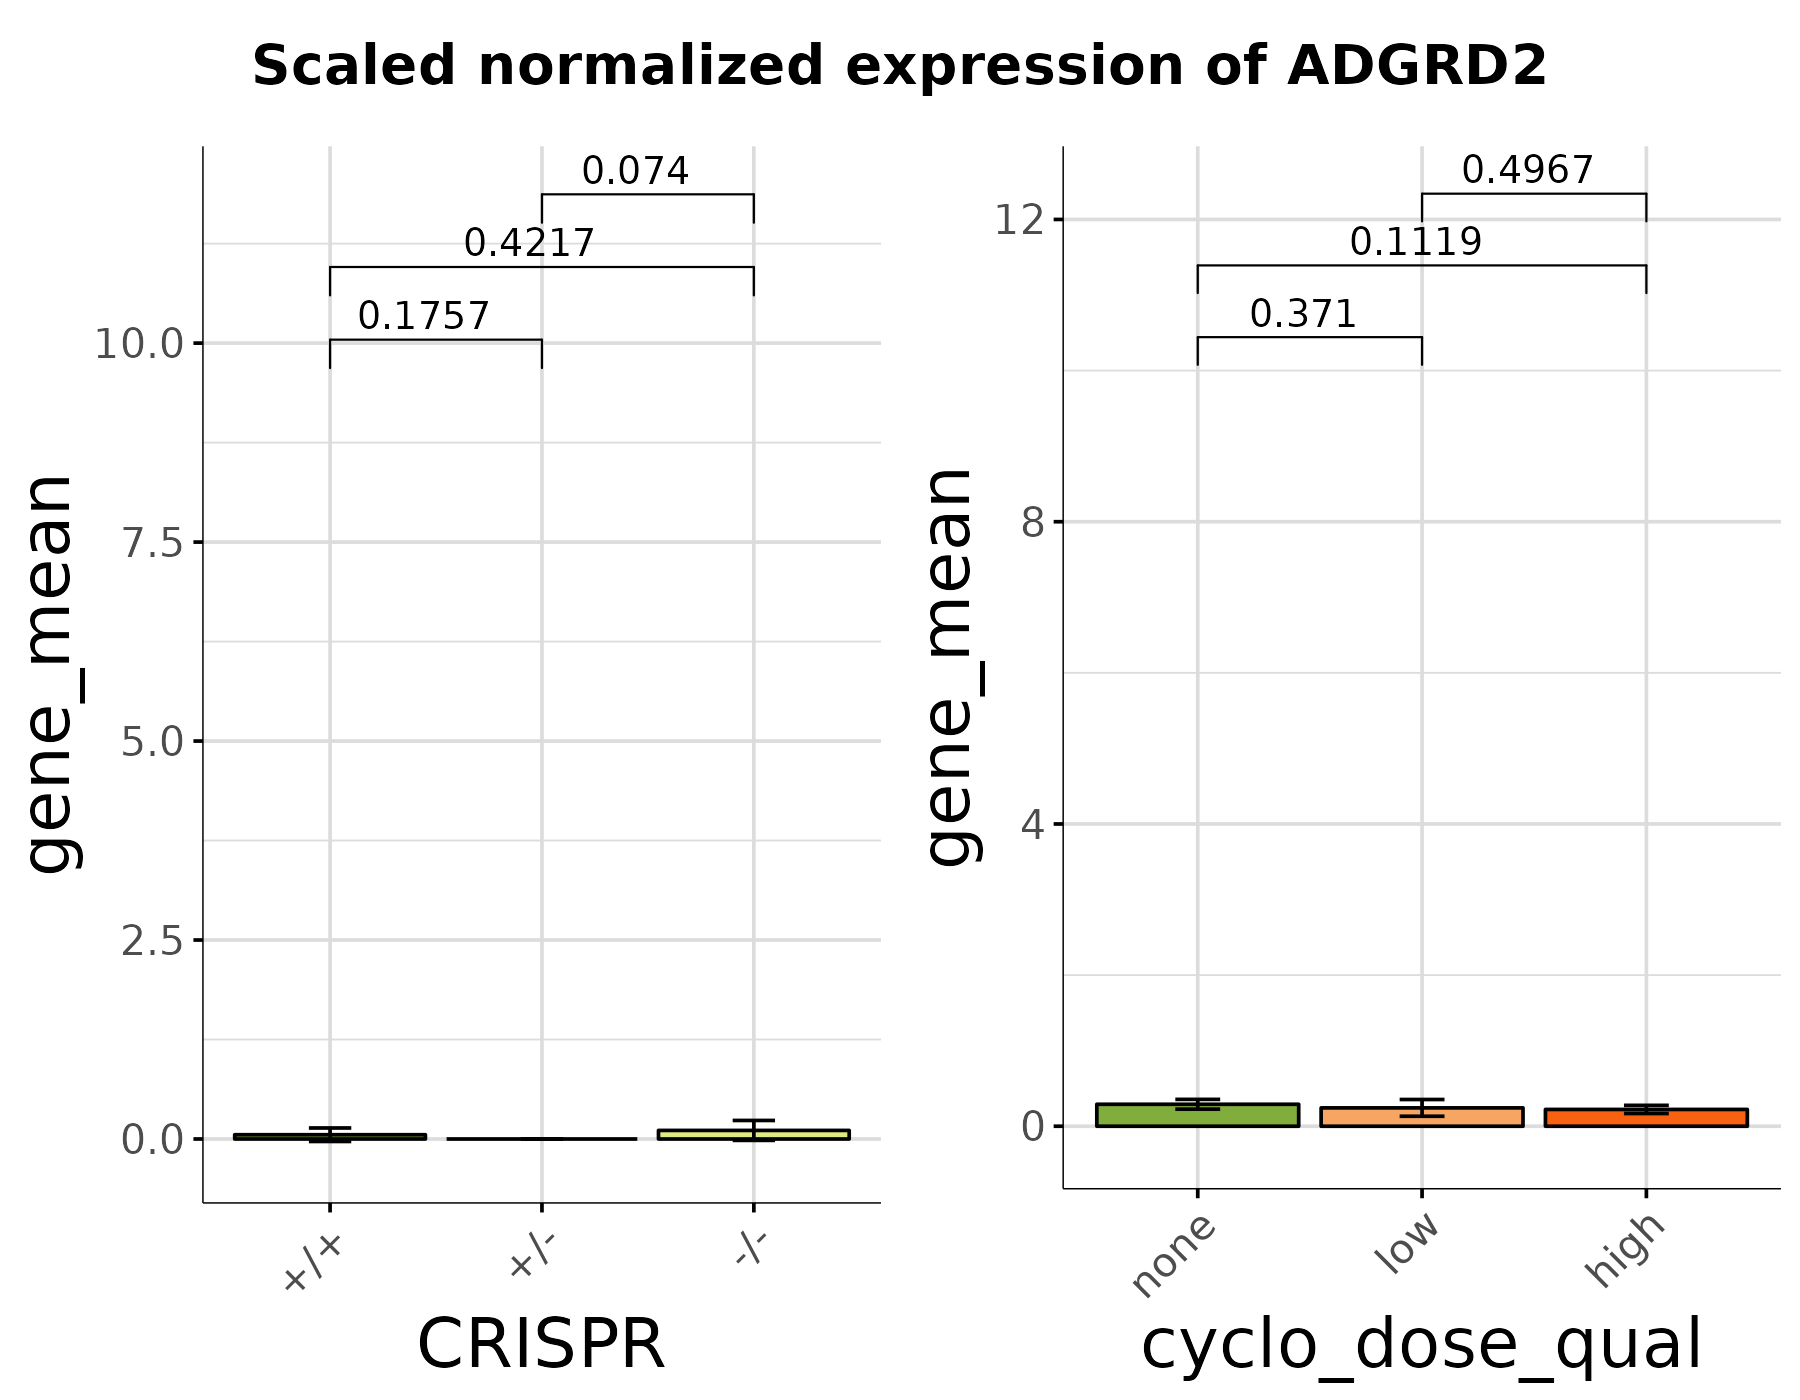 Scaled normalized expression of ADGRD2
gene_mean
10.0
7.5
5.0
2.5
0.0
0.074
0.4217
0.1757
+/+
+/-
-/-
CRISPR
gene_mean
12
8
4
0
0.4967
0.1119
0.371
none
low
high
cyclo_dose_qual